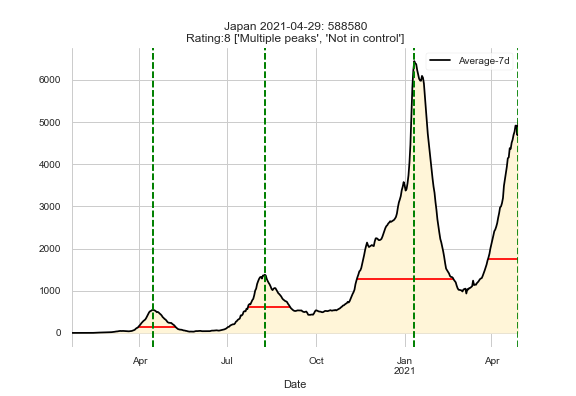 Japan 2021-04-29: 588580
Rating:8 ['Multiple peaks', 'Not in control']
Average-7d
6000
5000
4000
3000
2000
1000
0
Apr
Jul
Oct
Jan
2021
Apr
Date